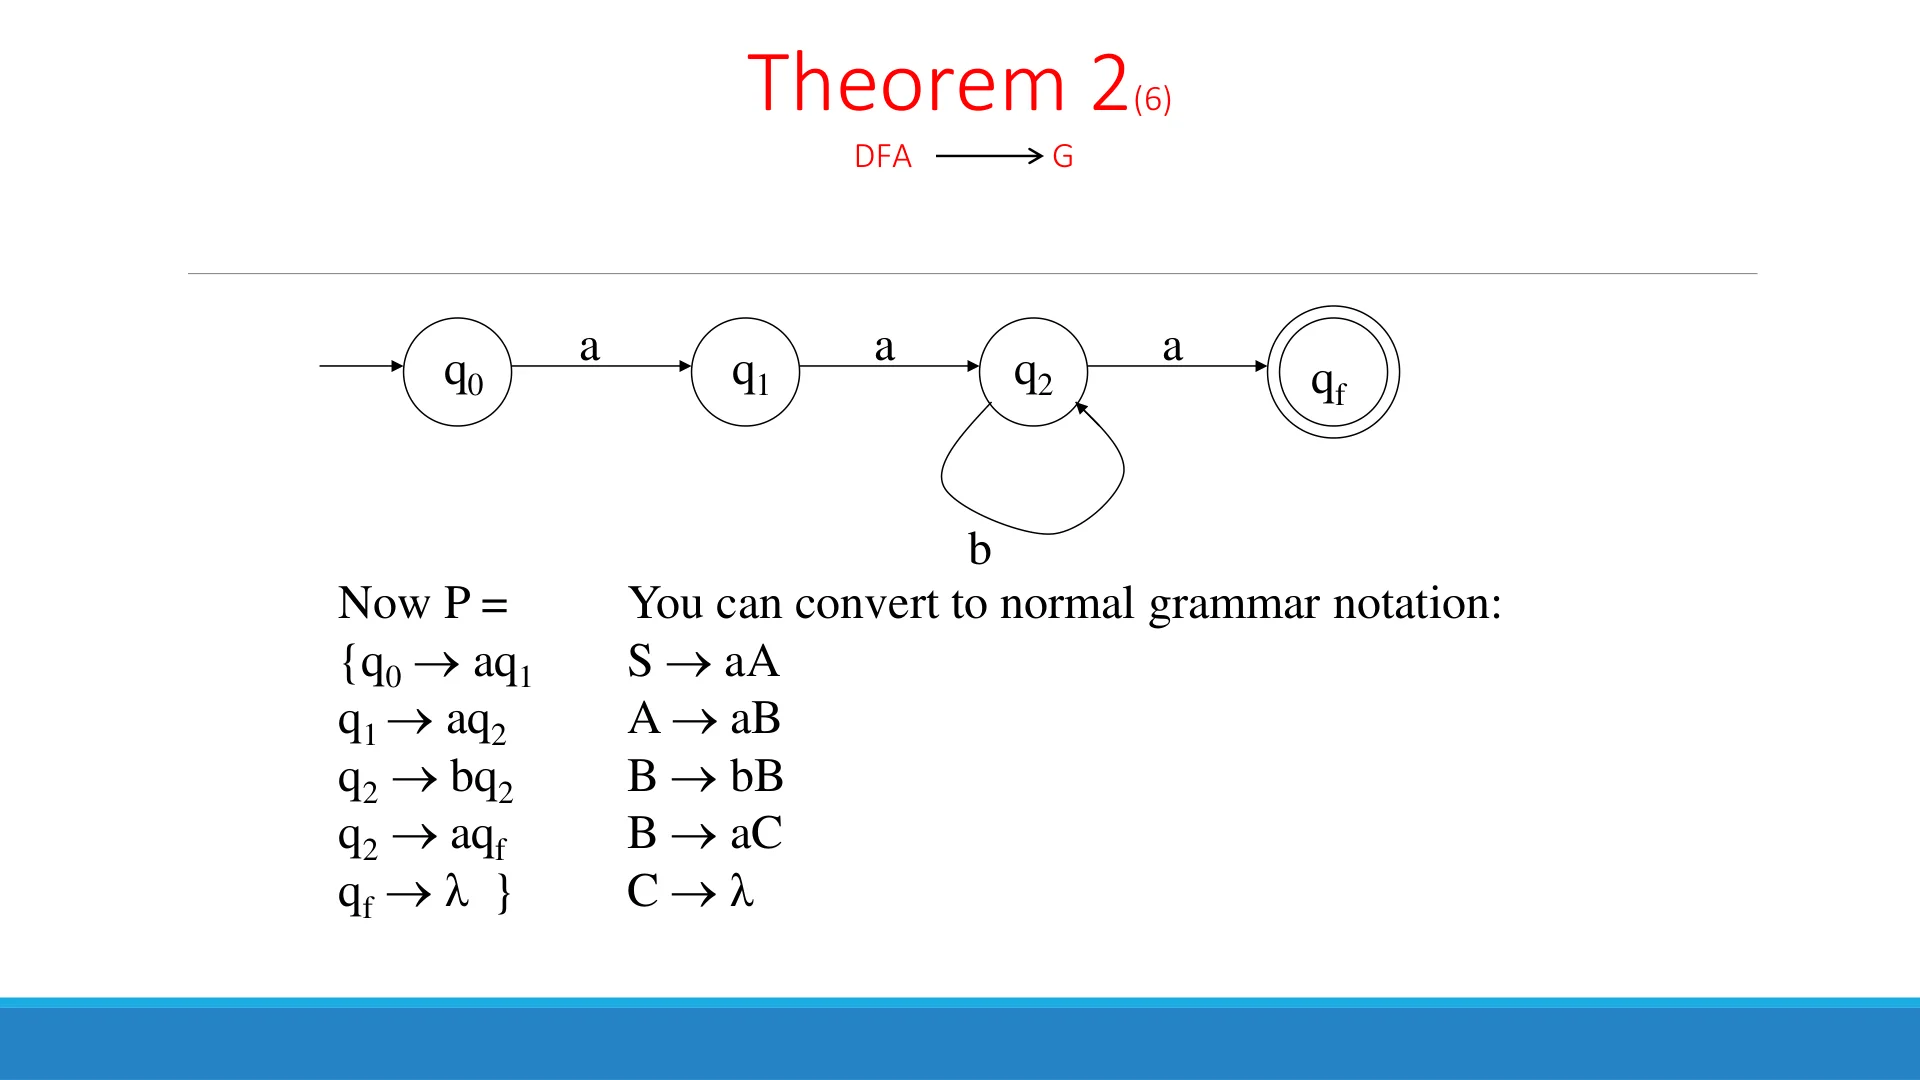 Theorem 2(6)
DFA → G
a a a
q0 q1 q2 qf
b
Now P =
{q0 → aq1
q1 → aq2
q2 → bq2
q2 → aqf
qf → λ }
You can convert to normal grammar notation:
S → aA
A → aB
B → bB
B → aC
C → λ